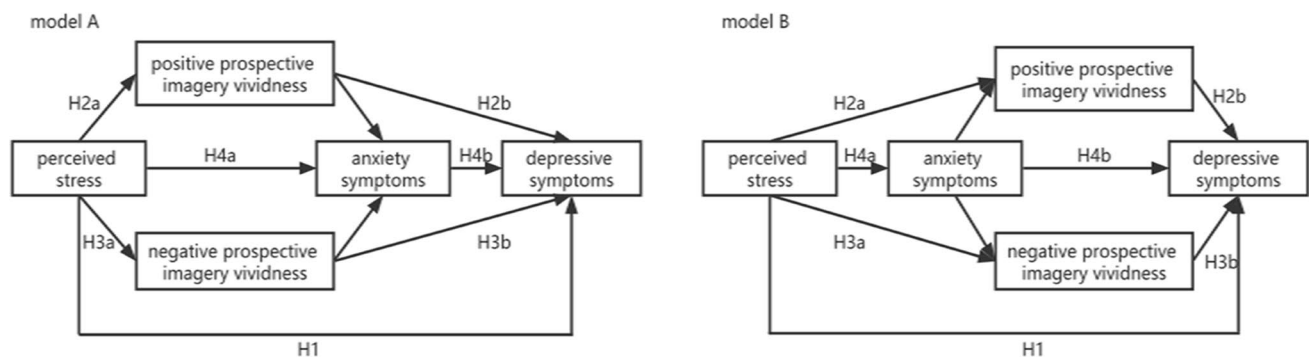 model A
positive prospective
imagery vividness
H2a
H2b
perceived
stress
H4a
anxiety
symptoms
H4b
depressive
symptoms
H3a
negative prospective
imagery vividness
H3b
H1
model B
positive prospective
imagery vividness
H2a
H2b
perceived
stress
H4a
anxiety
symptoms
H4b
depressive
symptoms
H3a
negative prospective
imagery vividness
H3b
H1